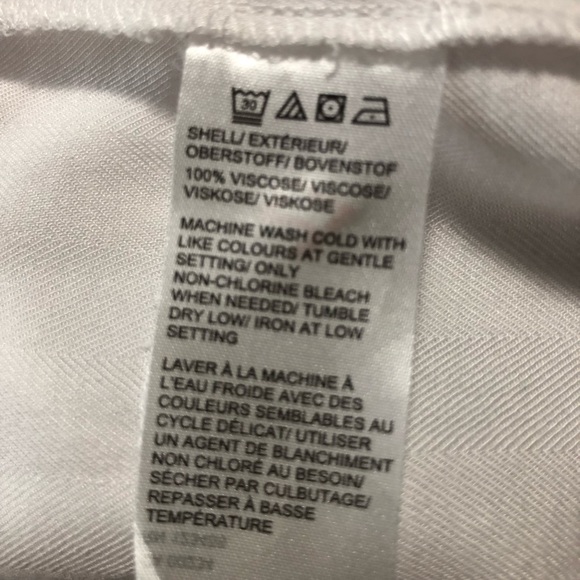 30
SHELL/ EXTÉRIEUR/
OBERSTOFF/ BOVENSTOF
100% VISCOSE/ VISCOSE/
VISKOSE/ VISKOSE
MACHINE WASH COLD WITH
LIKE COLOURS AT GENTLE
SETTING/ ONLY
NON-CHLORINE BLEACH
WHEN NEEDED/ TUMBLE
DRY LOW/ IRON AT LOW
SETTING
LAVER À LA MACHINE À
L'EAU FROIDE AVEC DES
COULEURS SEMBLABLES AU
CYCLE DÉLICAT/ UTILISER
UN AGENT DE BLANCHIMENT
NON CHLORÉ AU BESOIN/
SÉCHER PAR CULBUTAGE/
REPASSER À BASSE
TEMPÉRATURE